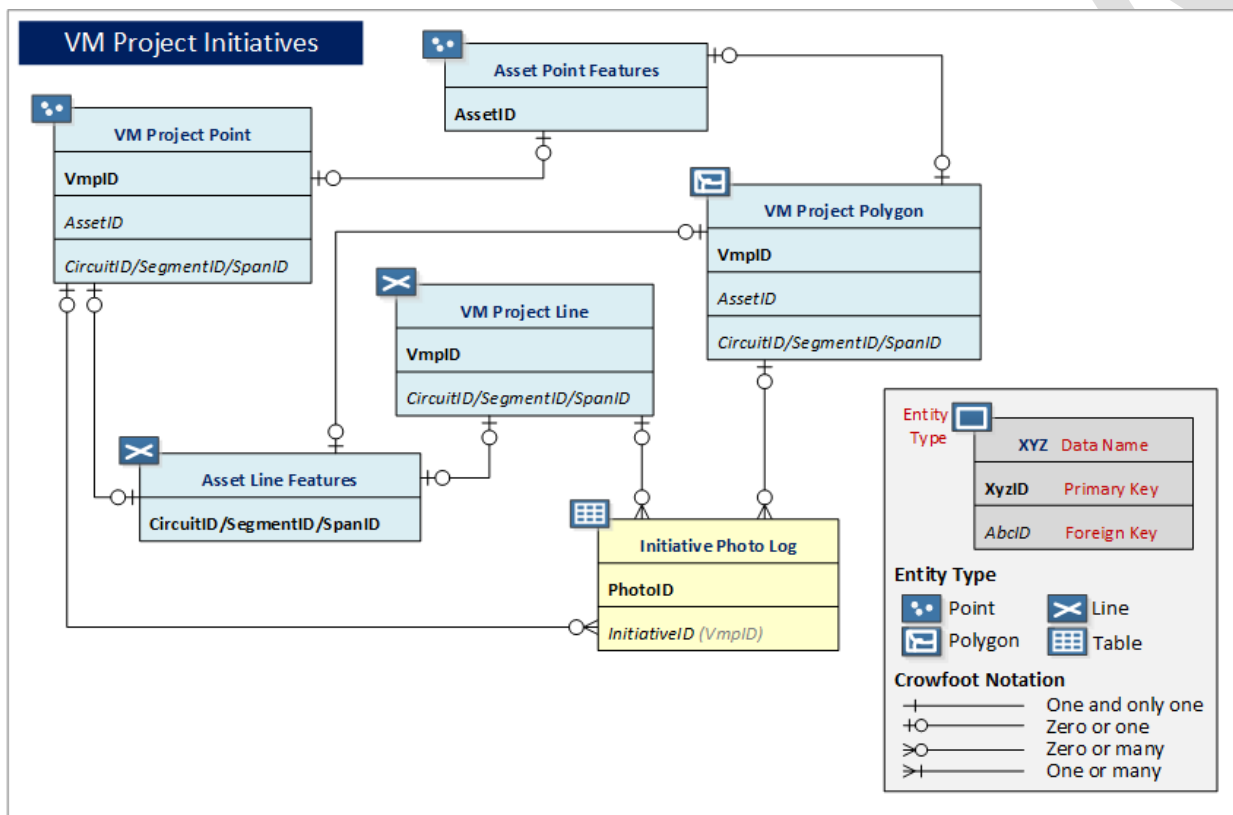 VM Project Initiatives
Asset Point Features
AssetID
VM Project Point
VmpID
AssetID
CircuitID/SegmentID/SpanID
VM Project Polygon
VmpID
AssetID
CircuitID/SegmentID/SpanID
VM Project Line
VmpID
CircuitID/SegmentID/SpanID
Asset Line Features
CircuitID/SegmentID/SpanID
Initiative Photo Log
PhotoID
InitiativeID (VmpID)
Entity
Type
XYZ Data Name
XyzID Primary Key
AbcID Foreign Key
Entity Type
Point Line
Polygon Table
Crowfoot Notation
One and only one
Zero or one
Zero or many
One or many